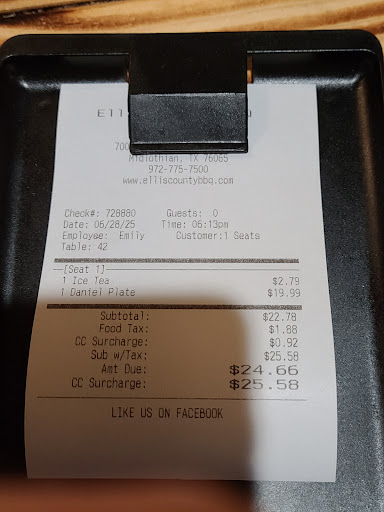 Ell
700
Midlothian, TX 76065
972-775-7500
www.elliscountybbq.com
Check#: 728880 Guests: 0
Date: 06/28/25 Time: 06:13pm
Employee: Emily Customer:1 Seats
Table: 42
[Seat 1]
1 Ice Tea $2.79
1 Daniel Plate $19.99
Subtotal: $22.78
Food Tax: $1.88
CC Surcharge: $0.92
Sub w/Tax: $25.58
Amt Due: $24.66
CC Surcharge: $25.58
LIKE US ON FACEBOOK